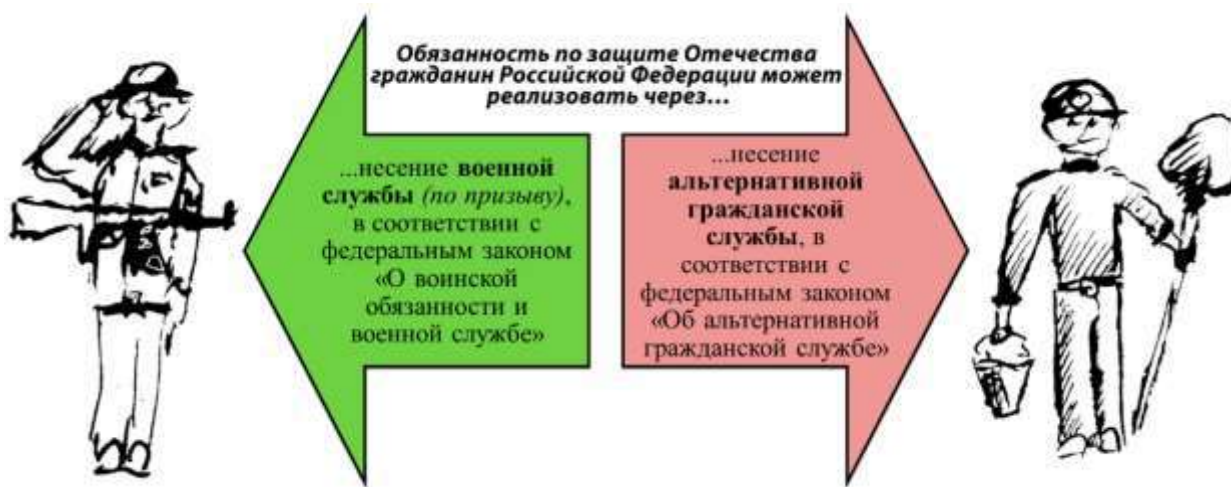 Обязанность по защите Отечества
гражданин Российской Федерации может
реализовать через...
...несение военной
службы (по призыву),
в соответствии с
федеральным законом
«О воинской
обязанности и
военной службе»
...несение
альтернативной
гражданской
службы, в
соответствии с
федеральным законом
«Об альтернативной
гражданской службе»